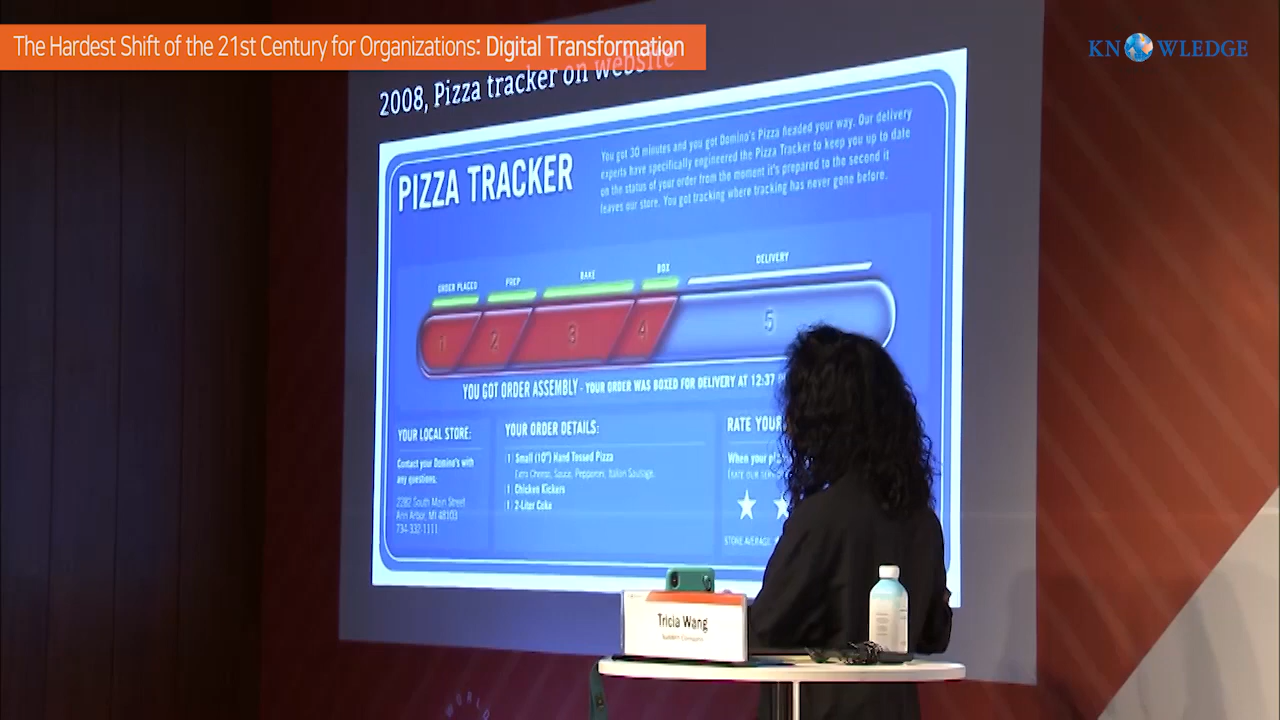 The Hardest Shift of the 21st Century for Organizations: Digital Transformation
KNOWLEDGE
2008, Pizza tracker on website
PIZZA TRACKER
You got 30 minutes and you got Domino's Pizza headed your way. Our delivery
experts have specifically engineered the Pizza Tracker to keep you up to date
on the status of your order from the moment it's prepared to the second it
leaves our store. You got tracking where tracking has never gone before.
ORDER PLACED PREP BAKE BOX DELIVERY
1 2 3 4 5
YOU GOT ORDER ASSEMBLY - YOUR ORDER WAS BOXED FOR DELIVERY AT 12:37
YOUR LOCAL STORE:
Contact your Domino's with
any questions.
2282 South Main Street
Ann Arbor, MI 48103
734-332-1111
YOUR ORDER DETAILS:
1 Small (10") Hand Tossed Pizza
Extra Cheese, Sauce, Pepperoni, Italian Sausage,
1 Chicken Kickers
1 2-Liter Coke
RATE YOUR
When your
STORE AVERAGE:
Tricia Wang
WORLD